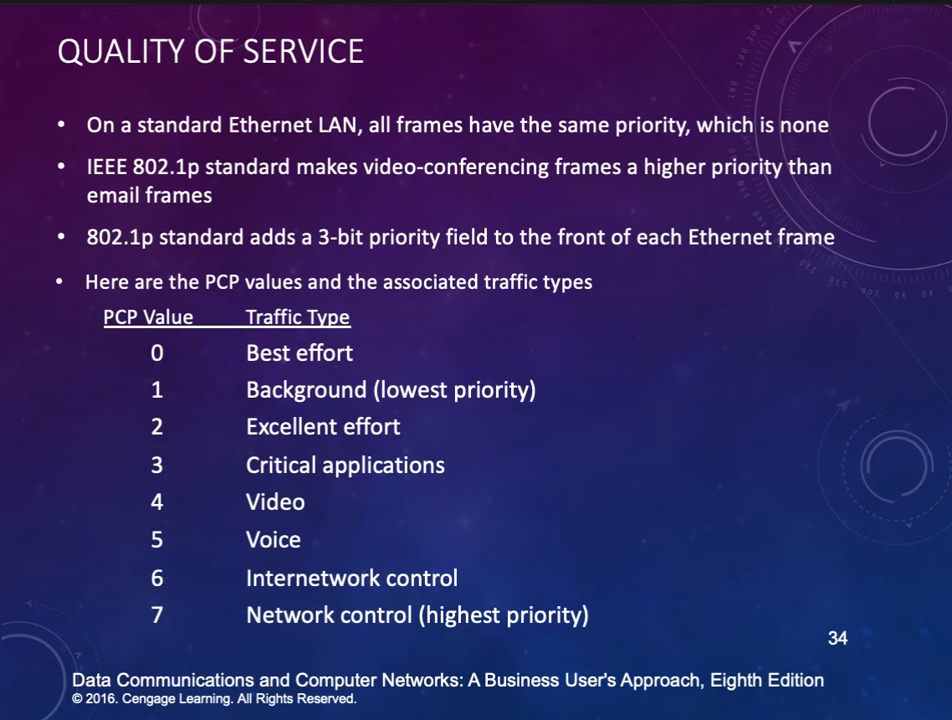 QUALITY OF SERVICE
• On a standard Ethernet LAN, all frames have the same priority, which is none
• IEEE 802.1p standard makes video-conferencing frames a higher priority than
email frames
• 802.1p standard adds a 3-bit priority field to the front of each Ethernet frame
• Here are the PCP values and the associated traffic types
PCP Value Traffic Type
0 Best effort
1 Background (lowest priority)
2 Excellent effort
3 Critical applications
4 Video
5 Voice
6 Internetwork control
7 Network control (highest priority)
34
Data Communications and Computer Networks: A Business User's Approach, Eighth Edition
© 2016. Cengage Learning. All Rights Reserved.